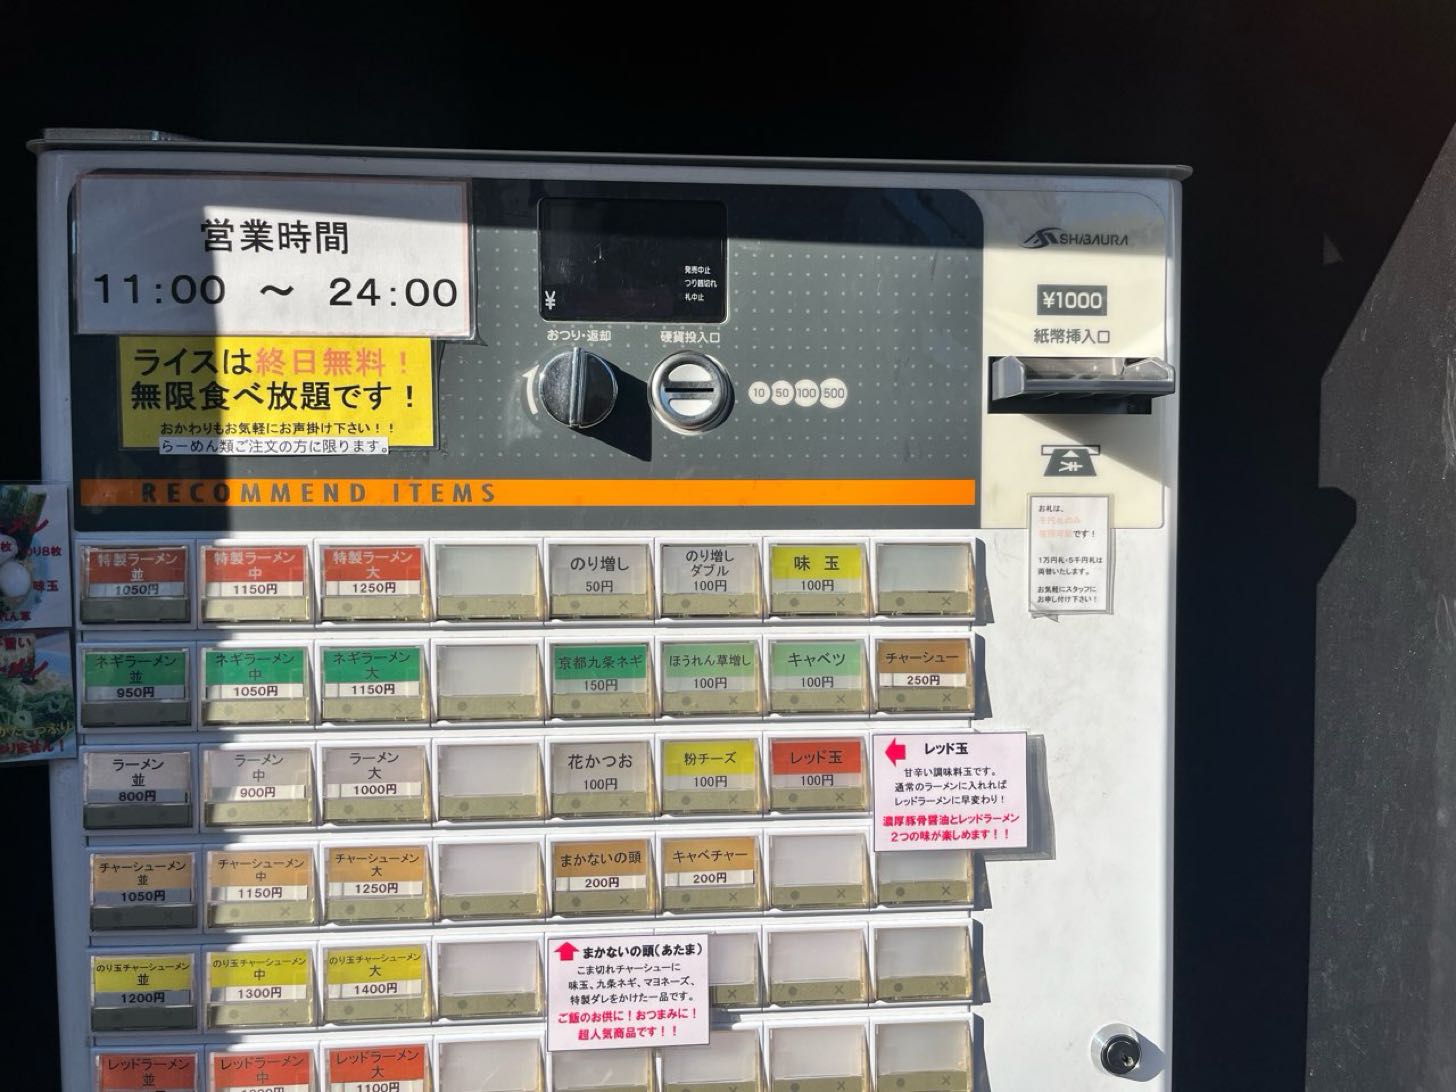 営業時間
11:00 ～ 24:00
ライスは終日無料！
無限食べ放題です！
おかわりもお気軽にお声掛け下さい！！
らーめん類ご注文の方に限ります。
¥
発売中止
つり銭切れ
札中止
おつり・返却
硬貨投入口
10 50 100 500
SHIBAURA
¥1000
紙幣挿入口
お札は、
千円札のみ
使用可能です！
1万円札・5千円札は
両替いたします。
お気軽にスタッフに
お申し付け下さい！
RECOMMEND ITEMS
のり8枚
味玉
特製ラーメン
並
1050円
特製ラーメン
中
1150円
特製ラーメン
大
1250円
のり増し
50円
のり増し
ダブル
100円
味 玉
100円
ネギラーメン
並
950円
ネギラーメン
中
1050円
ネギラーメン
大
1150円
京都九条ネギ
150円
ほうれん草増し
100円
キャベツ
100円
チャーシュー
250円
ラーメン
並
800円
ラーメン
中
900円
ラーメン
大
1000円
花かつお
100円
粉チーズ
100円
レッド玉
100円
レッド玉
甘辛い調味料玉です。
通常のラーメンに入れれば
レッドラーメンに早変わり！
濃厚豚骨醤油とレッドラーメン
2つの味が楽しめます！！
チャーシューメン
並
1050円
チャーシューメン
中
1150円
チャーシューメン
大
1250円
まかないの頭
200円
キャベチャー
200円
のり玉チャーシューメン
並
1200円
のり玉チャーシューメン
中
1300円
のり玉チャーシューメン
大
1400円
まかないの頭（あたま）
こま切れチャーシューに
味玉、九条ネギ、マヨネーズ、
特製ダレをかけた一品です。
ご飯のお供に！おつまみに！
超人気商品です！！
レッドラーメン
並
レッドラーメン
中
レッドラーメン
大
1100円